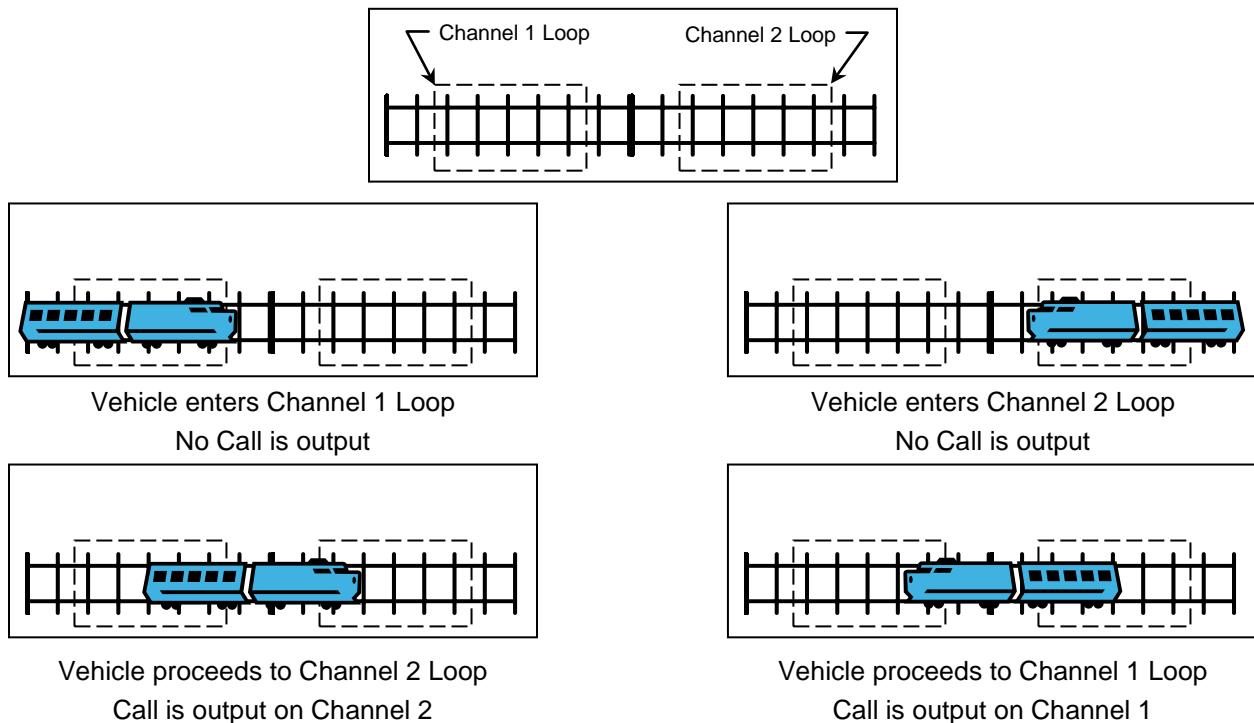 Channel 1 Loop
Channel 2 Loop
Vehicle enters Channel 1 Loop
No Call is output
Vehicle enters Channel 2 Loop
No Call is output
Vehicle proceeds to Channel 2 Loop
Call is output on Channel 2
Vehicle proceeds to Channel 1 Loop
Call is output on Channel 1